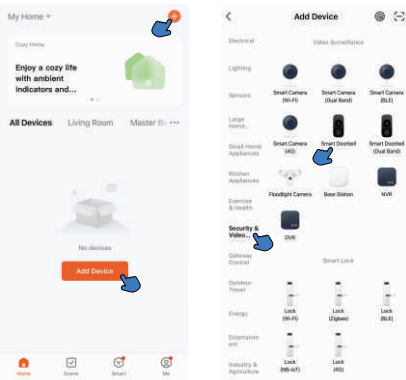 My Home
Cozy Home
Enjoy a cozy life
with ambient
indicators and...
All Devices Living Room Master B
No devices
Add Device
Home Scene Smart Me
Add Device
Electrical
Lighting
Sensors
Large
Home...
Small Home
Appliances
Kitchen
Appliances
Exercise
& Health
Security &
Video...
Gateway
Control
Outdoor
Travel
Energy
Entertainm
ent
Industry &
Agriculture
Video Surveillance
Smart Camera
(Wi-Fi)
Smart Camera
(Dual Band)
Smart Camera
(BLE)
Smart Camera
(4G)
Smart Doorbell
Smart Doorbell
(Dual Band)
Floodlight Camera
Base Station
NVR
DVR
Smart Lock
Lock
(Wi-Fi)
Lock
(Zigbee)
Lock
(BLE)
Lock
(NB-IoT)
Lock
(4G)